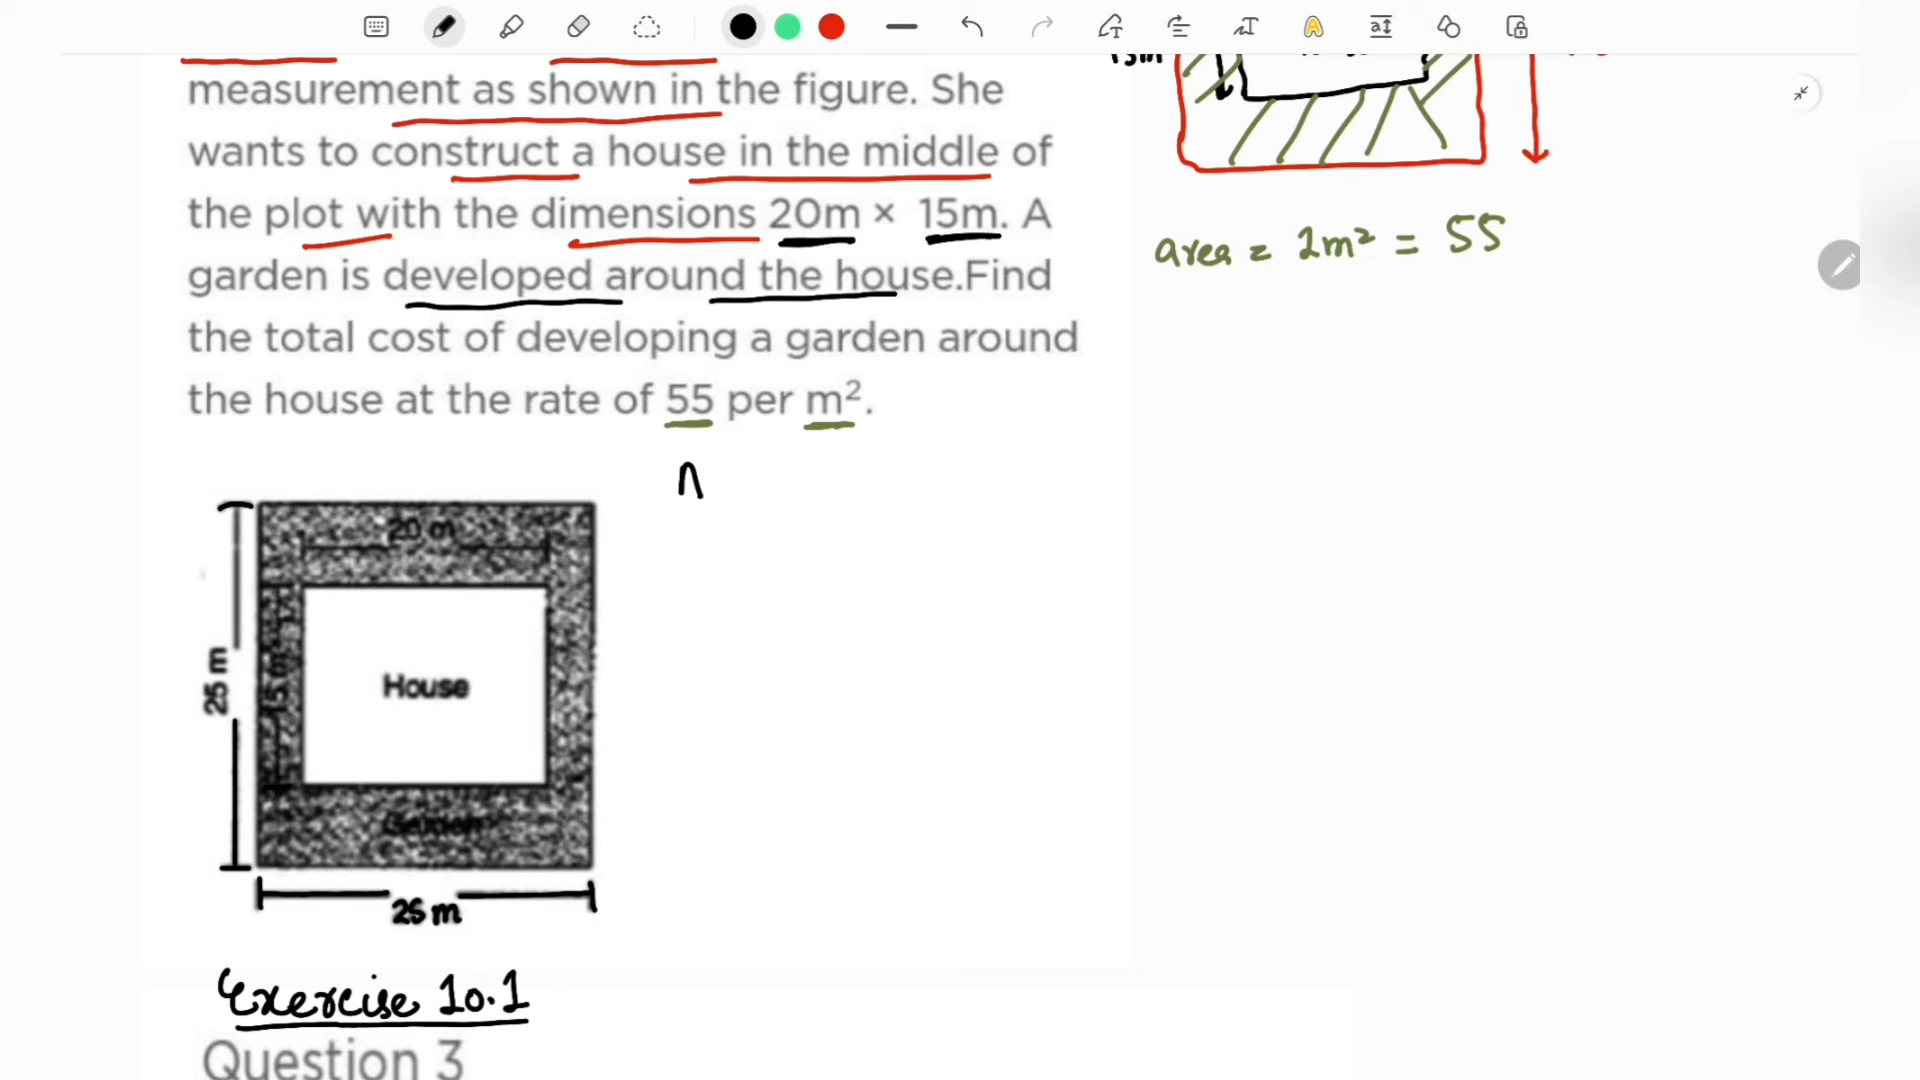 measurement as shown in the figure. She
wants to construct a house in the middle of
the plot with the dimensions 20m × 15m. A
garden is developed around the house.Find
the total cost of developing a garden around
the house at the rate of 55 per m².
area = 1m² = 55
20 m
25 m
15 m
House
Garden
25 m
Exercise 10.1
Question 3